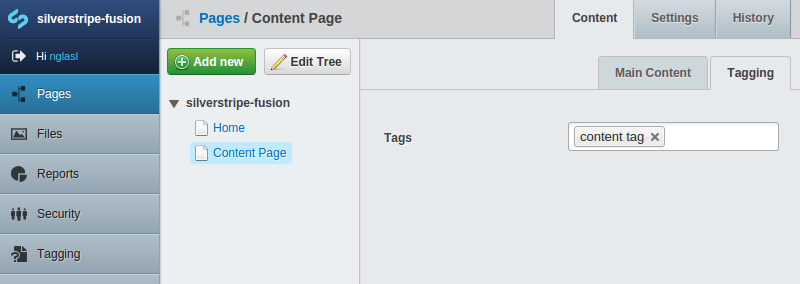 silverstripe-fusion
Hi nglasl
Pages
Files
Reports
Security
Tagging
Pages / Content Page
Content
Settings
History
Add new
Edit Tree
silverstripe-fusion
Home
Content Page
Main Content
Tagging
Tags
content tag